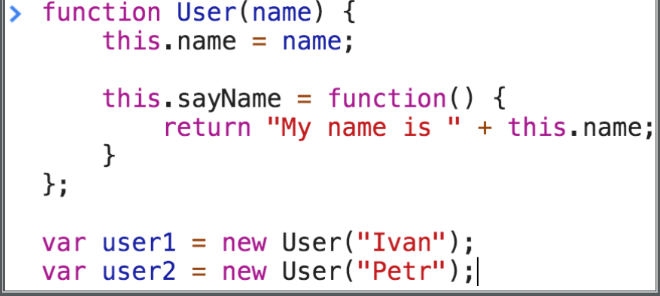 > function User(name) {
this.name = name;
this.sayName = function() {
return "My name is " + this.name;
}
};
var user1 = new User("Ivan");
var user2 = new User("Petr");